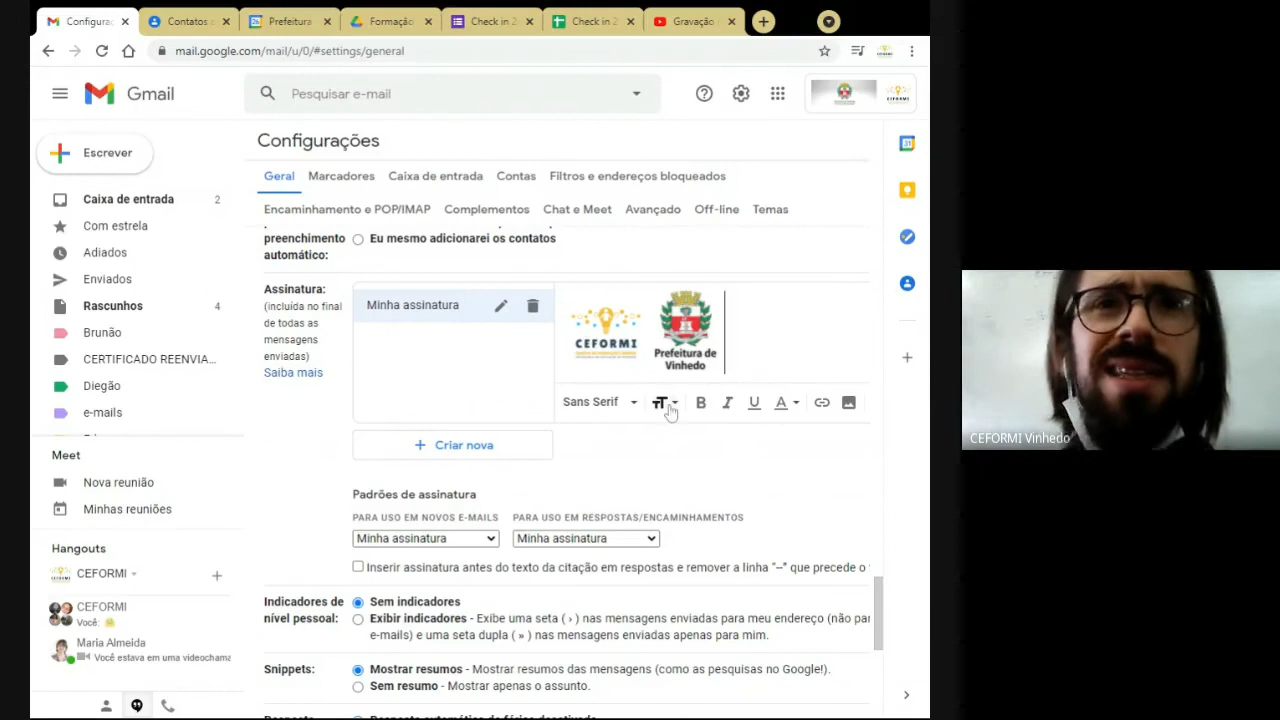 Configuraç
Contatos
Prefeitura
Formação
Check in 2
Check in 2
Gravação
mail.google.com/mail/u/0/#settings/general
Gmail
Pesquisar e-mail
Escrever
Caixa de entrada 2
Com estrela
Adiados
Enviados
Rascunhos 4
Brunão
CERTIFICADO REENVIA...
Diegão
e-mails
Meet
Nova reunião
Minhas reuniões
Hangouts
CEFORMI
CEFORMI
Você:
Maria Almeida
Você estava em uma videochama
Configurações
Geral Marcadores Caixa de entrada Contas Filtros e endereços bloqueados
Encaminhamento e POP/IMAP Complementos Chat e Meet Avançado Off-line Temas
preenchimento
automático:
Eu mesmo adicionarei os contatos
Assinatura:
(incluída no final
de todas as
mensagens
enviadas)
Saiba mais
Minha assinatura
CEFORMI
Prefeitura de
Vinhedo
Sans Serif
Criar nova
Padrões de assinatura
PARA USO EM NOVOS E-MAILS PARA USO EM RESPOSTAS/ENCAMINHAMENTOS
Minha assinatura Minha assinatura
Inserir assinatura antes do texto da citação em respostas e remover a linha "--" que precede o
Indicadores de
nível pessoal:
Sem indicadores
Exibir indicadores - Exibe uma seta ( › ) nas mensagens enviadas para meu endereço (não par
e-mails) e uma seta dupla ( » ) nas mensagens enviadas apenas para mim.
Snippets:
Mostrar resumos - Mostrar resumos das mensagens (como as pesquisas no Google!).
Sem resumo - Mostrar apenas o assunto.
CEFORMI Vinhedo